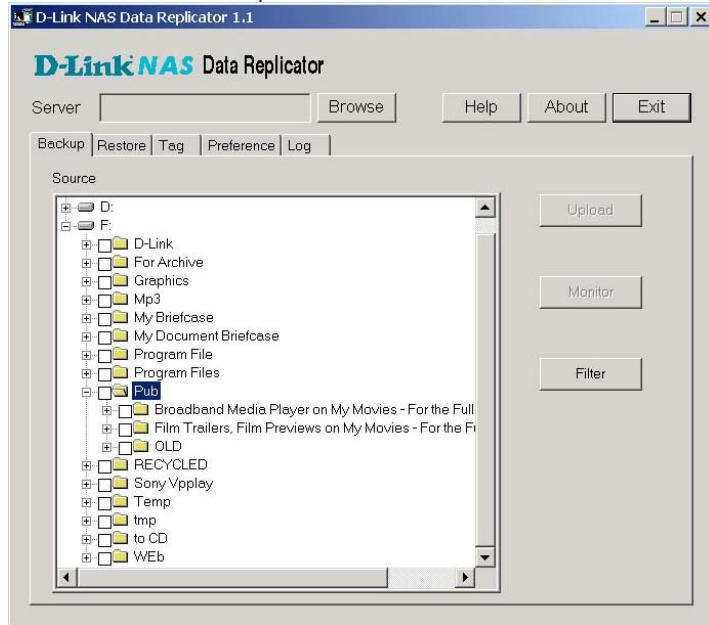 D-Link NAS Data Replicator 1.1
D-Link NAS Data Replicator
Server Browse Help About Exit
Backup Restore Tag Preference Log
Source
D:
F:
D-Link
For Archive
Graphics
Mp3
My Briefcase
My Document Briefcase
Program File
Program Files
Pub
Broadband Media Player on My Movies - For the Full
Film Trailers, Film Previews on My Movies - For the
OLD
RECYCLED
Sony Vpplay
Temp
tmp
to CD
WEb
Upload
Monitor
Filter